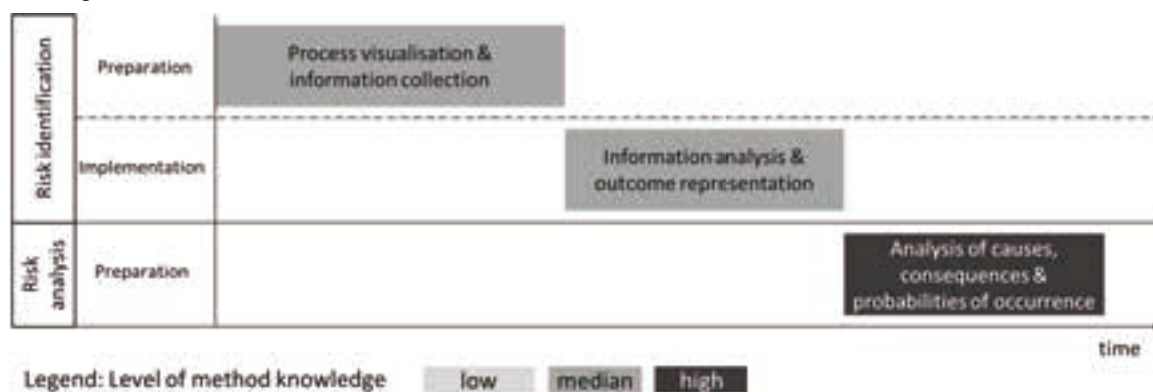 Risk identification
Preparation
Process visualisation &
information collection
Implementation
Information analysis &
outcome representation
Risk
analysis
Preparation
Analysis of causes,
consequences &
probabilities of occurrence
time
Legend: Level of method knowledge low median high